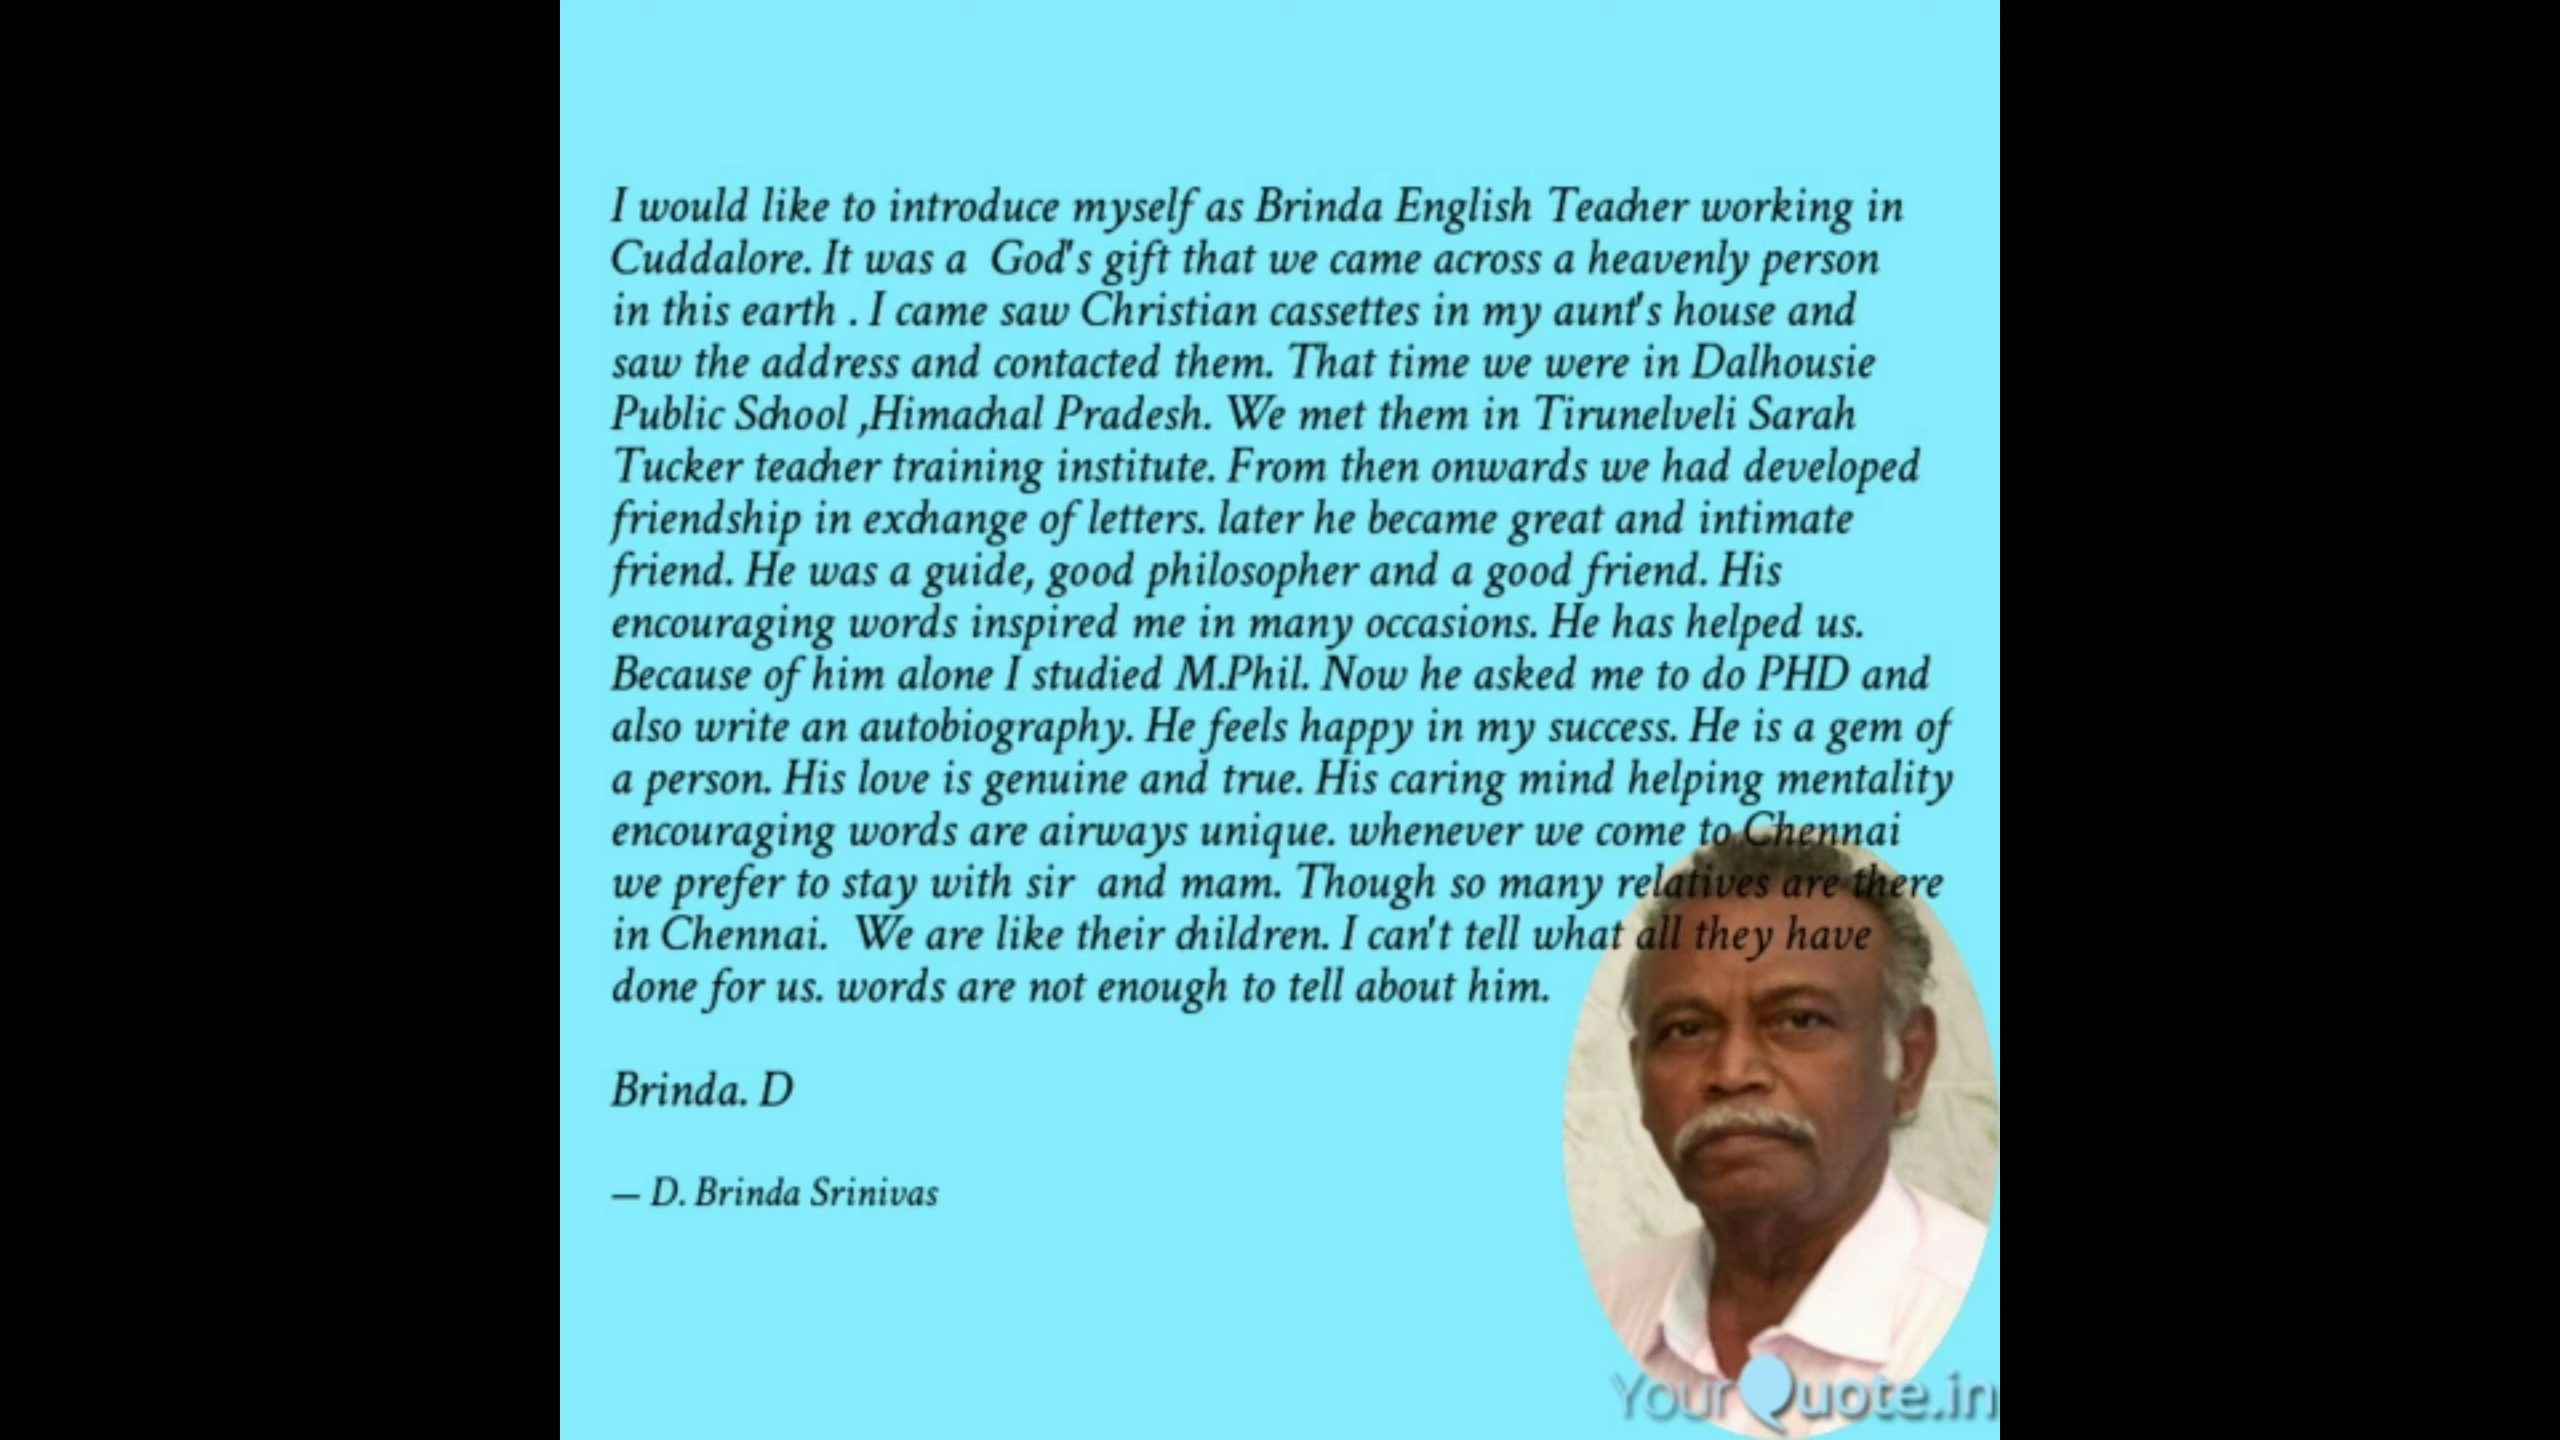 I would like to introduce myself as Brinda English Teacher working in
Cuddalore. It was a  God's gift that we came across a heavenly person
in this earth . I came saw Christian cassettes in my aunt's house and
saw the address and contacted them. That time we were in Dalhousie
Public School ,Himachal Pradesh. We met them in Tirunelveli Sarah
Tucker teacher training institute. From then onwards we had developed
friendship in exchange of letters. later he became great and intimate
friend. He was a guide, good philosopher and a good friend. His
encouraging words inspired me in many occasions. He has helped us.
Because of him alone I studied M.Phil. Now he asked me to do PHD and
also write an autobiography. He feels happy in my success. He is a gem of
a person. His love is genuine and true. His caring mind helping mentality
encouraging words are airways unique. whenever we come to Chennai
we prefer to stay with sir  and mam. Though so many relatives are there
in Chennai.  We are like their children. I can't tell what all they have
done for us. words are not enough to tell about him.
Brinda. D
— D. Brinda Srinivas
YourQuote.in